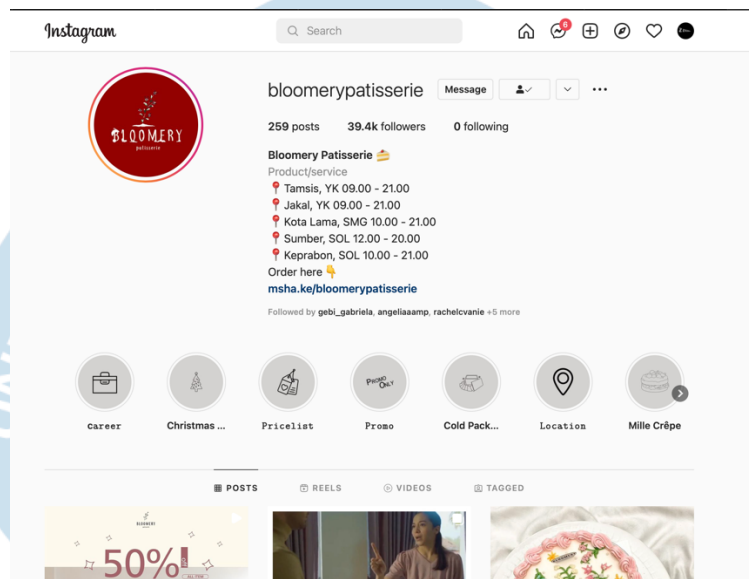 Instagram
Search
9
bloomerypatisserie Message
259 posts 39.4k followers 0 following
BLOOMERY
patisserie
Bloomery Patisserie 🍰
Product/service
📍 Tamsis, YK 09.00 - 21.00
📍 Jakal, YK 09.00 - 21.00
📍 Kota Lama, SMG 10.00 - 21.00
📍 Sumber, SOL 12.00 - 20.00
📍 Keprabon, SOL 10.00 - 21.00
Order here 👇
msha.ke/bloomerypatisserie
Followed by gebi_gabriela, angeliaaamp, rachelcvanie +5 more
PROMO
ONLY
career Christmas ... Pricelist Promo Cold Pack... Location Mille Crêpe
POSTS REELS VIDEOS TAGGED
BLOOMERY
50%